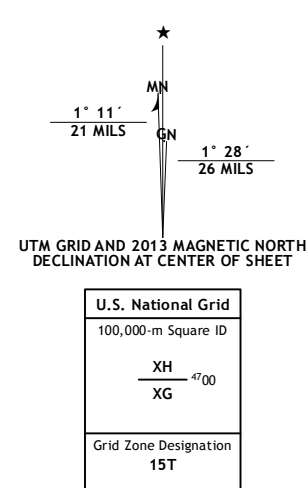 ★
MN
1° 11´
21 MILS
GN
1° 28´
26 MILS
UTM GRID AND 2013 MAGNETIC NORTH
DECLINATION AT CENTER OF SHEET
U.S. National Grid
100,000-m Square ID
XH
4700
XG
Grid Zone Designation
15T